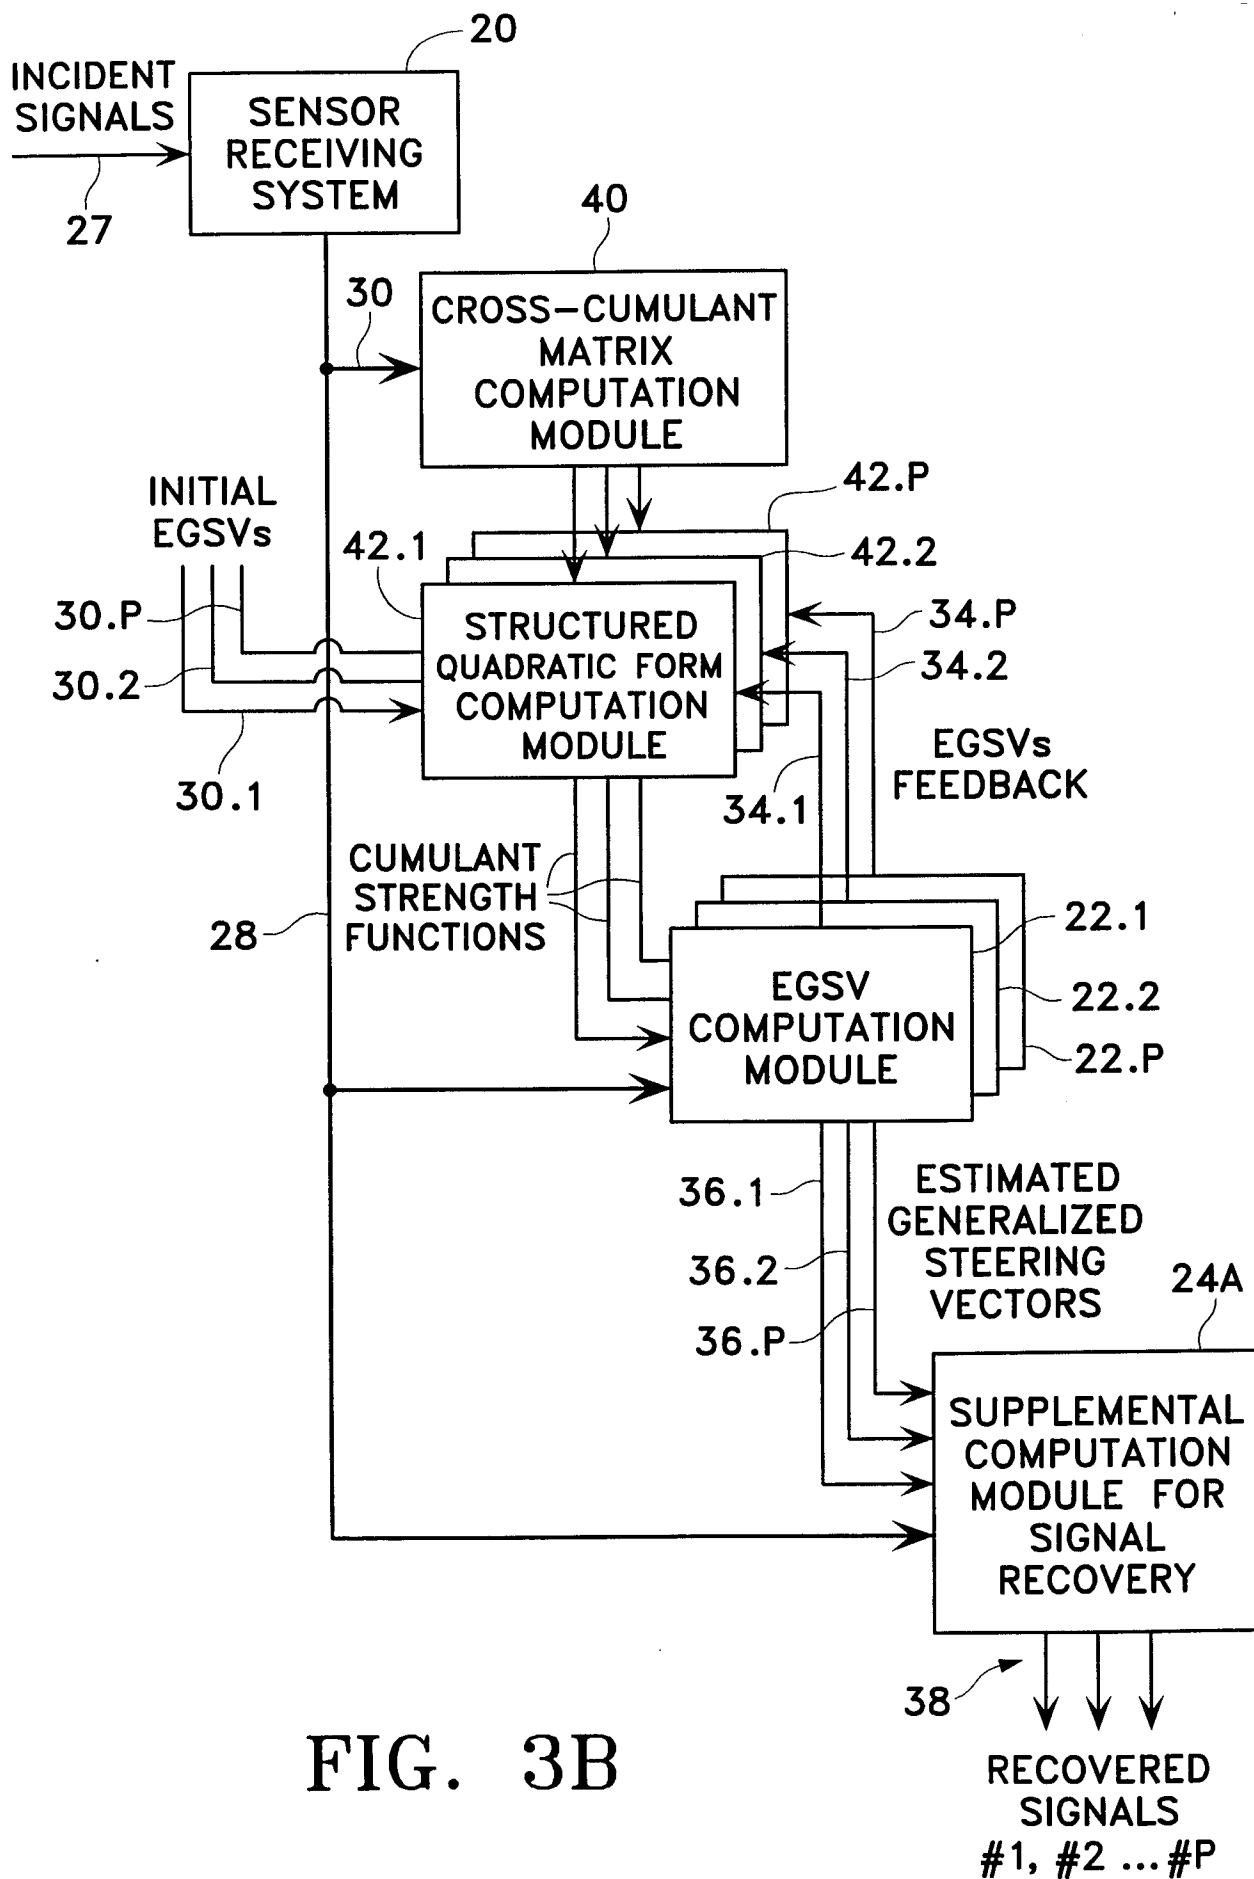 20
INCIDENT
SIGNALS
27
SENSOR
RECEIVING
SYSTEM
40
30
CROSS-CUMULANT
MATRIX
COMPUTATION
MODULE
INITIAL
EGSVs
42.P
42.1
42.2
30.P
30.2
30.1
STRUCTURED
QUADRATIC FORM
COMPUTATION
MODULE
34.P
34.2
34.1
EGSVs
FEEDBACK
CUMULANT
STRENGTH
FUNCTIONS
28
22.1
22.2
22.P
EGSV
COMPUTATION
MODULE
36.1
36.2
36.P
ESTIMATED
GENERALIZED
STEERING
VECTORS
24A
SUPPLEMENTAL
COMPUTATION
MODULE FOR
SIGNAL
RECOVERY
38
RECOVERED
SIGNALS
#1, #2 ... #P
FIG. 3B